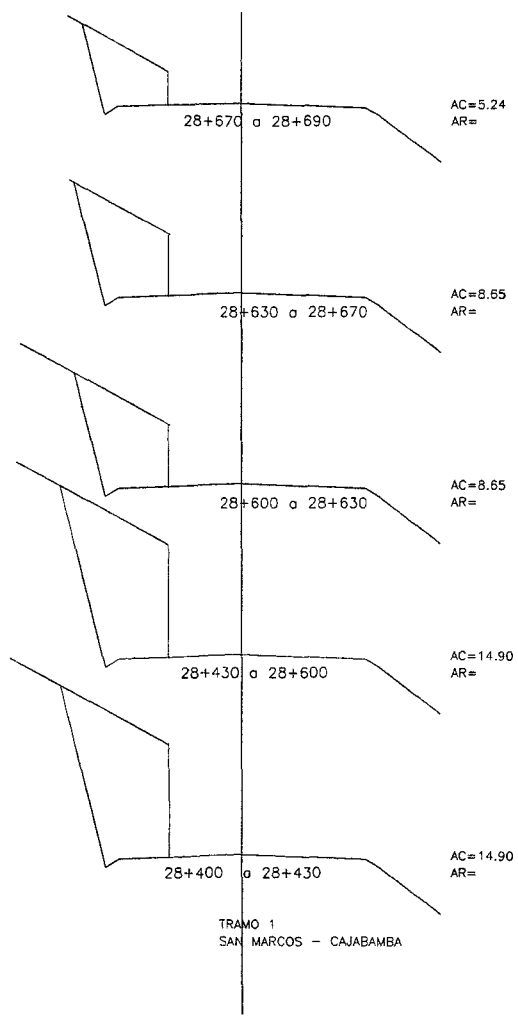 AC=5.24
28+670 a 28+690
AR=
AC=8.65
28+630 a 28+670
AR=
AC=8.65
28+600 a 28+630
AR=
AC=14.90
28+430 a 28+600
AR=
AC=14.90
28+400 a 28+430
AR=
TRAMO 1
SAN MARCOS - CAJABAMBA